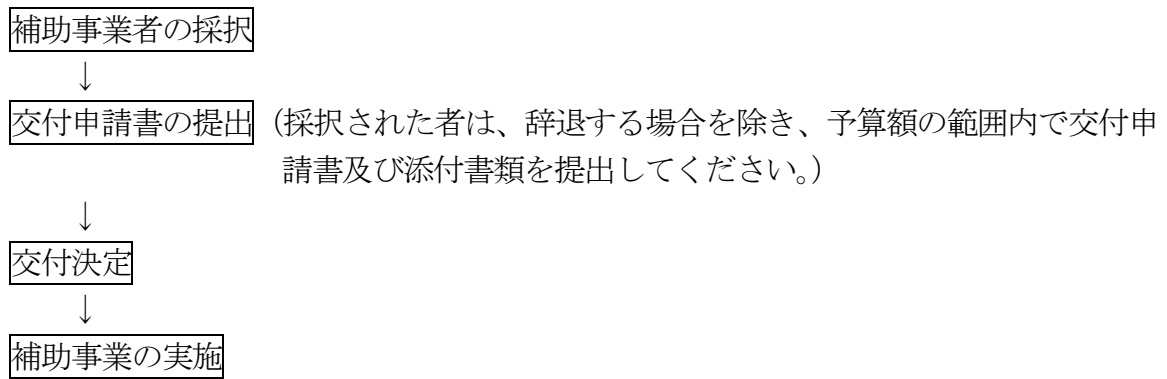 補助事業者の採択
↓
交付申請書の提出（採択された者は、辞退する場合を除き、予算額の範囲内で交付申
請書及び添付書類を提出してください。）
↓
交付決定
↓
補助事業の実施